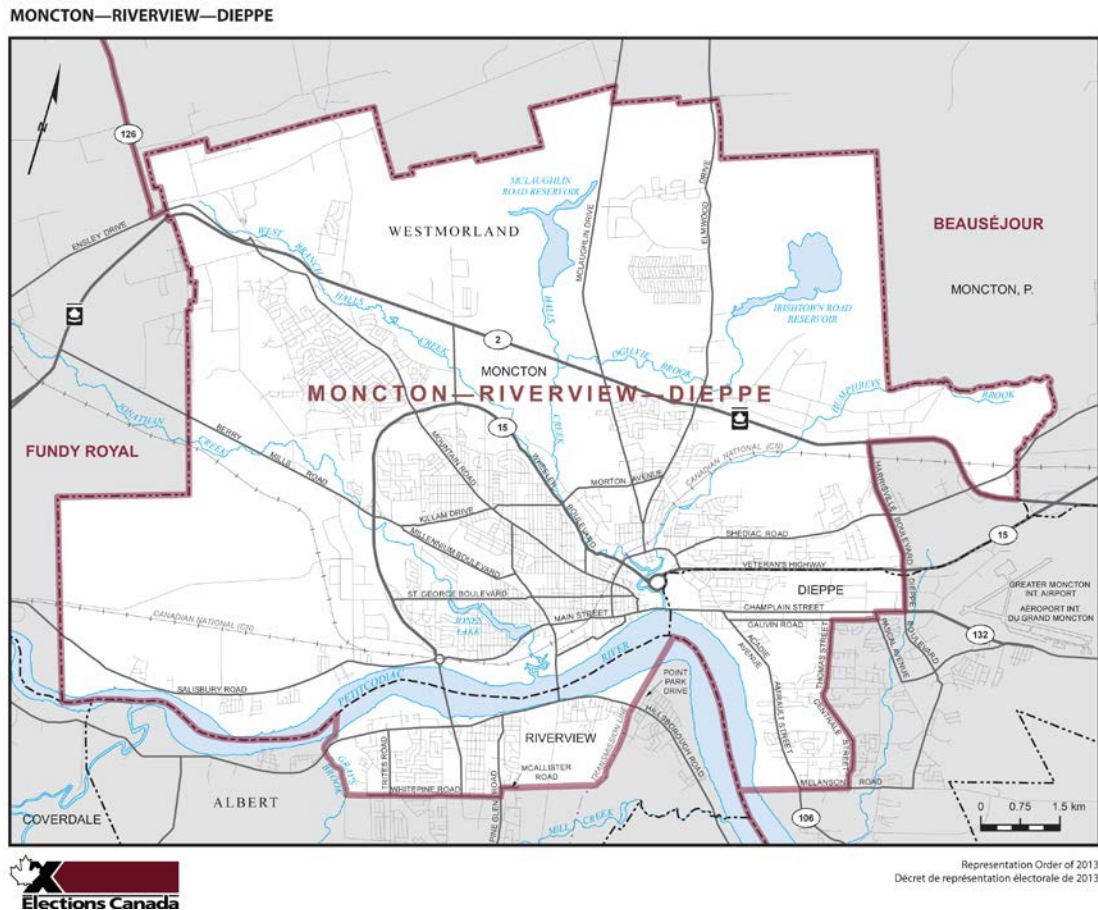 MONCTON—RIVERVIEW—DIEPPE
N
126
ENSLEY DRIVE
WEST
BRANCH
HALLS
CREEK
WESTMORLAND
MCLAUGHLIN
ROAD RESERVOIR
MCLAUGHLIN DRIVE
ELMWOOD DRIVE
BEAUSÉJOUR
MONCTON, P.
IRISHTOWN ROAD
RESERVOIR
HALLS
CREEK
2
OGILVIE BROOK
MONCTON
MONCTON—RIVERVIEW—DIEPPE
HUMPHREYS
BROOK
JONATHAN
CREEK
FUNDY ROYAL
BERRY
MILLS
ROAD
MOUNTAIN ROAD
15
WHEELER
BOULEVARD
CANADIAN NATIONAL (CN)
MORTON AVENUE
HARRISVILLE BOULEVARD
KILLAM DRIVE
MILLENNIUM BOULEVARD
SHEDIAC ROAD
15
VETERAN'S HIGHWAY
DIEPPE
DIEPPE
BOULEVARD
GREATER MONCTON
INT. AIRPORT
AÉROPORT INT.
DU GRAND MONCTON
ST. GEORGE BOULEVARD
MAIN STREET
CHAMPLAIN STREET
GAUVIN ROAD
JONES
LAKE
CANADIAN NATIONAL (CN)
ACADIE
AVENUE
THOMAS STREET
PASCAL AVENUE
132
SALISBURY ROAD
PETITCODIAC
RIVER
POINT
PARK
DRIVE
AMIRAULT STREET
CENTRALE
STREET
RIVERVIEW
TRANSMISSION LINE
HILLSBOROUGH ROAD
MCALLISTER
ROAD
GRAYS
BROOK
TRITES ROAD
WHITEPINE ROAD
PINE GLEN ROAD
MELANSON ROAD
ALBERT
COVERDALE
MILL CREEK
106
0 0.75 1.5 km
X
Elections Canada
Representation Order of 2013
Décret de représentation électorale de 2013